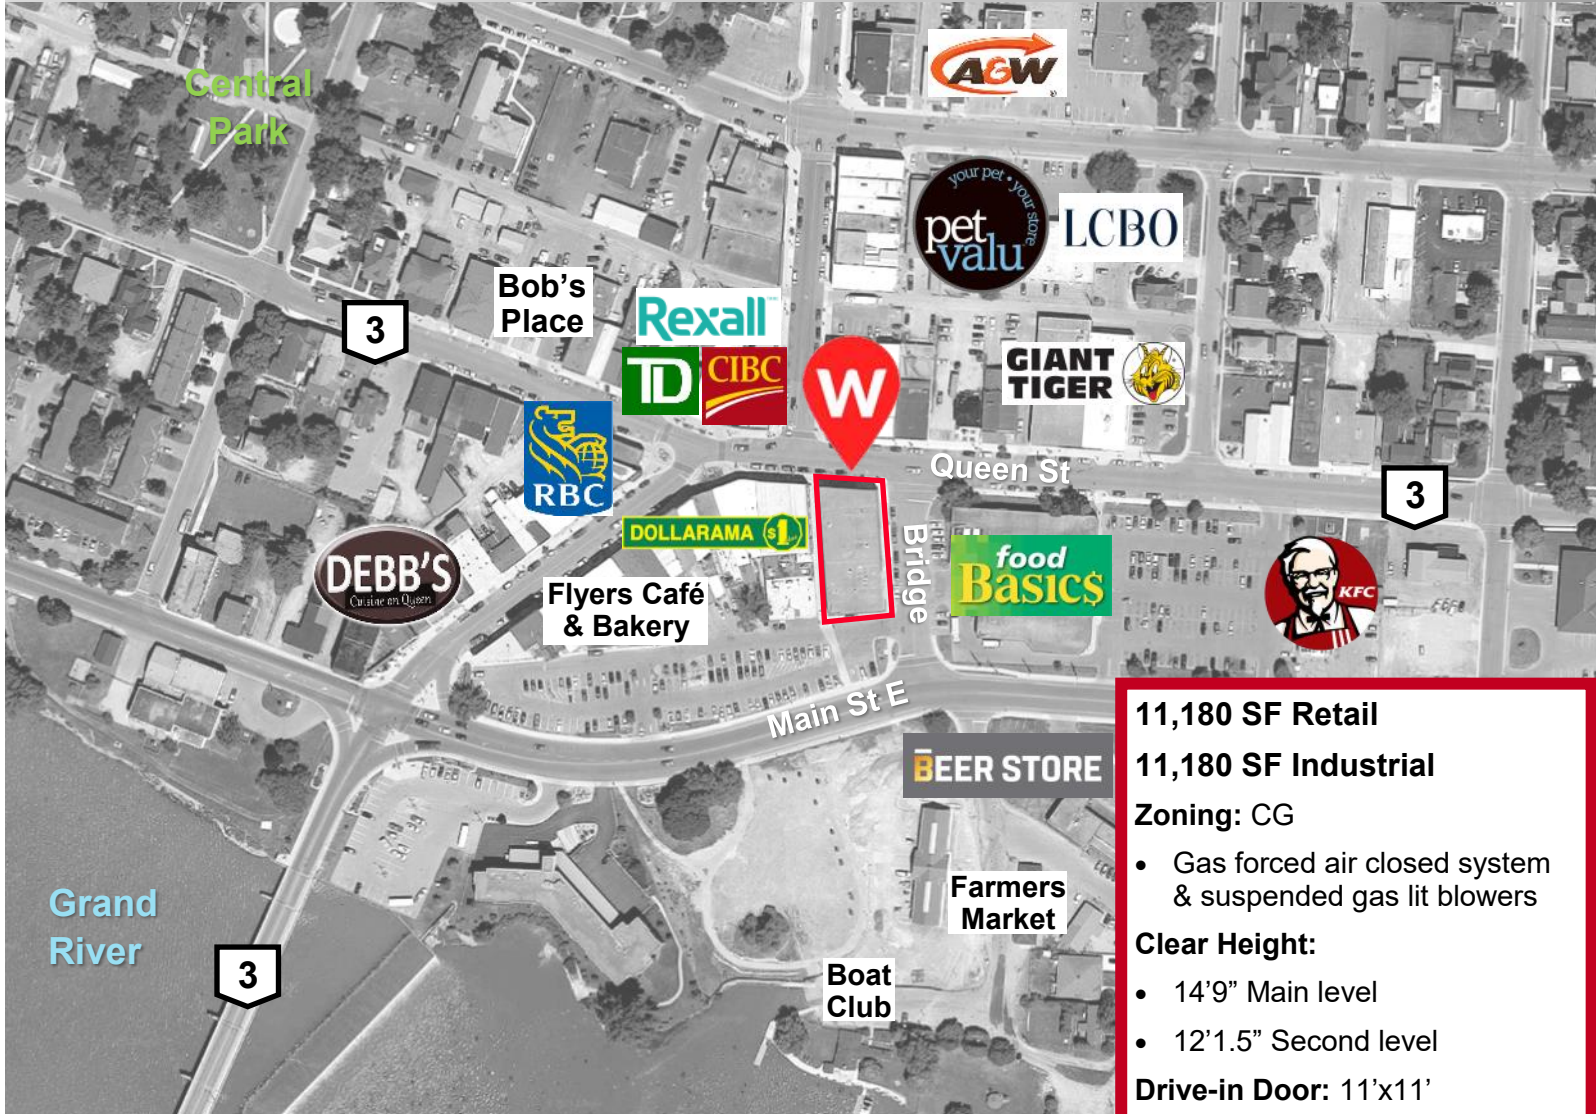 Central
Park
A&W
your pet • your store
pet
valu
LCBO
Bob’s
Place
Rexall
3
TD
CIBC
W
GIANT
TIGER
RBC
Queen St
3
DOLLARAMA $1
Bridge
food
Basic$
KFC
DEBB'S
Cuisine on Queen
Flyers Café
& Bakery
Main St E
BEER STORE
Farmers
Market
Grand
River
3
Boat
Club
11,180 SF Retail
11,180 SF Industrial
Zoning: CG
• Gas forced air closed system
& suspended gas lit blowers
Clear Height:
• 14’9” Main level
• 12’1.5” Second level
Drive-in Door: 11’x11’